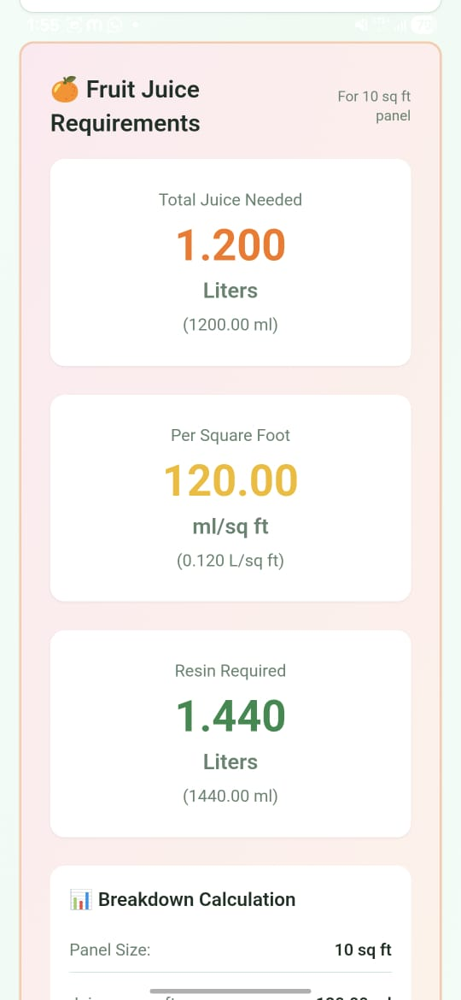 1:55
🍊 Fruit Juice
Requirements
For 10 sq ft
panel
Total Juice Needed
1.200
Liters
(1200.00 ml)
Per Square Foot
120.00
ml/sq ft
(0.120 L/sq ft)
Resin Required
1.440
Liters
(1440.00 ml)
📊 Breakdown Calculation
Panel Size:
10 sq ft